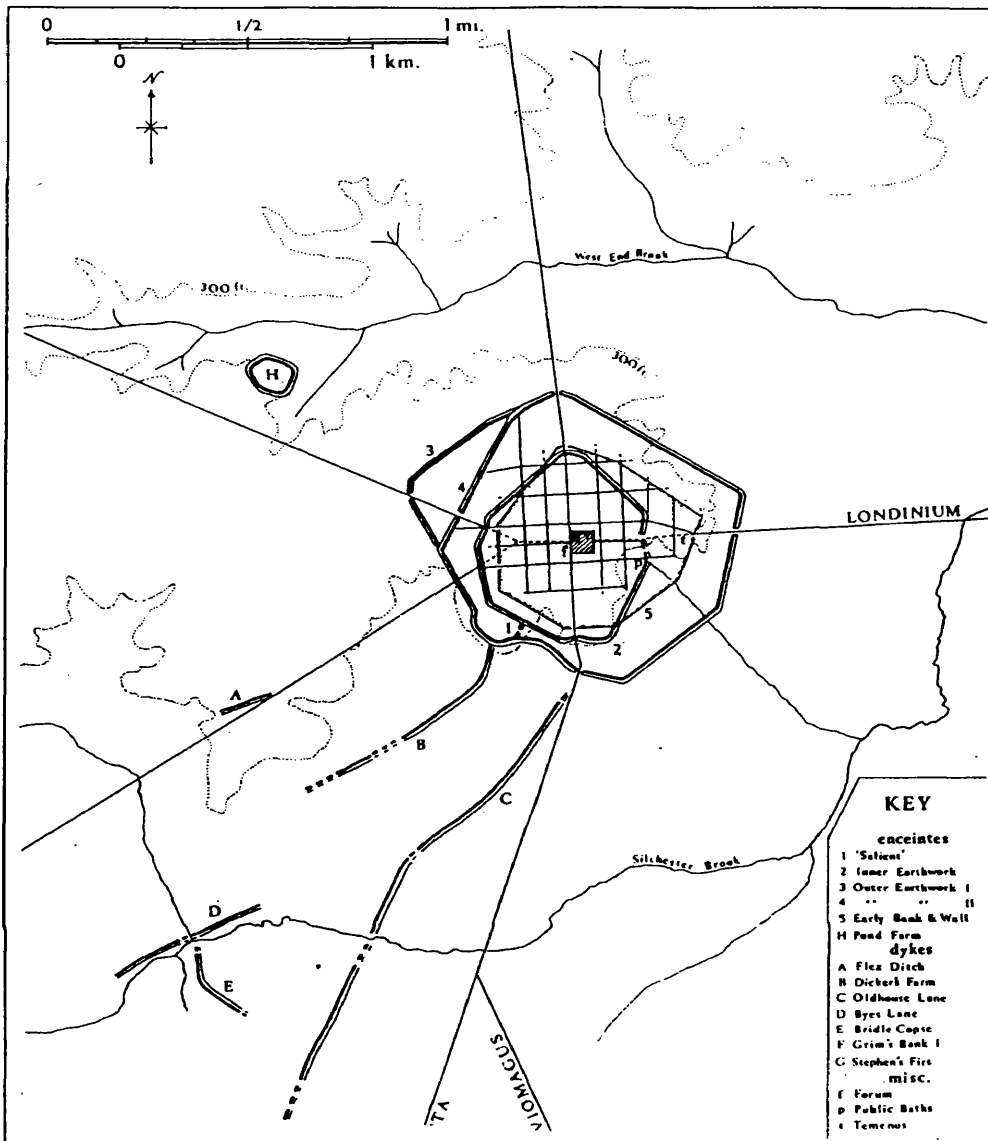 0 1/2 1 mi.
0 1 km.
N
West End Brook
300 ft.
300 ft.
H
3
4
LONDINIUM
f
t
p
5
1
2
A
B
C
KEY
enceintes
1 'Salient'
2 Inner Earthwork
3 Outer Earthwork I
4 " " II
5 Early Bank & Wall
H Pond Farm
dykes
A Flex Ditch
B Dicker's Farm
C Oldhouse Lane
D Byes Lane
E Bridle Copse
F Grim's Bank I
G Stephen's Firs
misc.
f Forum
p Public Baths
t Temenus
Silchester Brook
D
E
'TA
VIOMAGUS